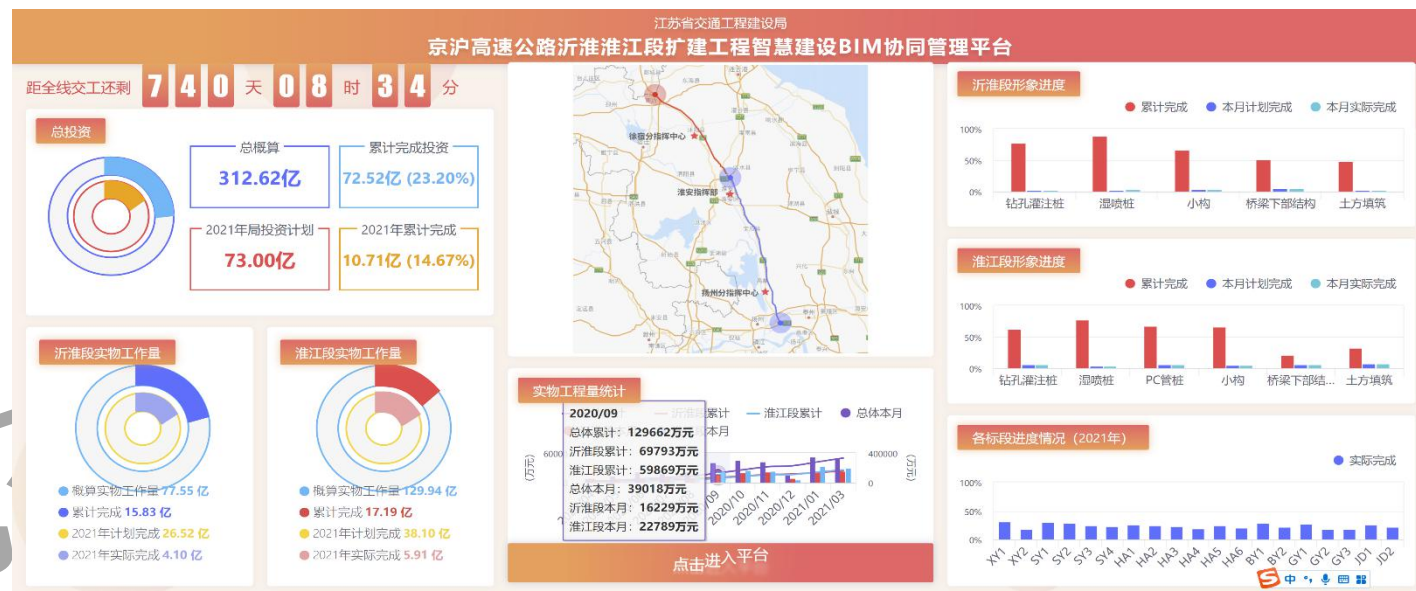 江苏省交通工程建设局
京沪高速公路沂淮淮江段扩建工程智慧建设BIM协同管理平台
距全线交工还剩 7 4 0 天 0 8 时 3 4 分
总投资
总概算
312.62亿
累计完成投资
72.52亿 (23.20%)
2021年局投资计划
73.00亿
2021年累计完成
10.71亿 (14.67%)
沂淮段实物工作量
概算实物工作量 77.55 亿
累计完成 15.83 亿
2021年计划完成 26.52 亿
2021年实际完成 4.10 亿
淮江段实物工作量
概算实物工作量 129.94 亿
累计完成 17.19 亿
2021年计划完成 38.10 亿
2021年实际完成 5.91 亿
徐宿分指挥中心
淮安指挥部
扬州分指挥中心
实物工程量统计
沂淮段累计 淮江段累计 总体本月
本月
(万元)
6000
400000
0
(万元)
2020/09
总体累计：129662万元
沂淮段累计：69793万元
淮江段累计：59869万元
总体本月：39018万元
沂淮段本月：16229万元
淮江段本月：22789万元
/09 2020/10 2020/11 2020/12 2021/01 2021/03
点击进入平台
沂淮段形象进度
累计完成 本月计划完成 本月实际完成
100%
50%
0%
钻孔灌注桩 湿喷桩 小构 桥梁下部结构 土方填筑
淮江段形象进度
累计完成 本月计划完成 本月实际完成
100%
50%
0%
钻孔灌注桩 湿喷桩 PC管桩 小构 桥梁下部结... 土方填筑
各标段进度情况（2021年）
实际完成
100%
50%
0%
XY1 XY2 SY1 SY2 SY3 SY4 HA1 HA2 HA3 HA4 HA5 HA6 BY1 BY2 GY1 GY2 GY3 JD1 JD2
中